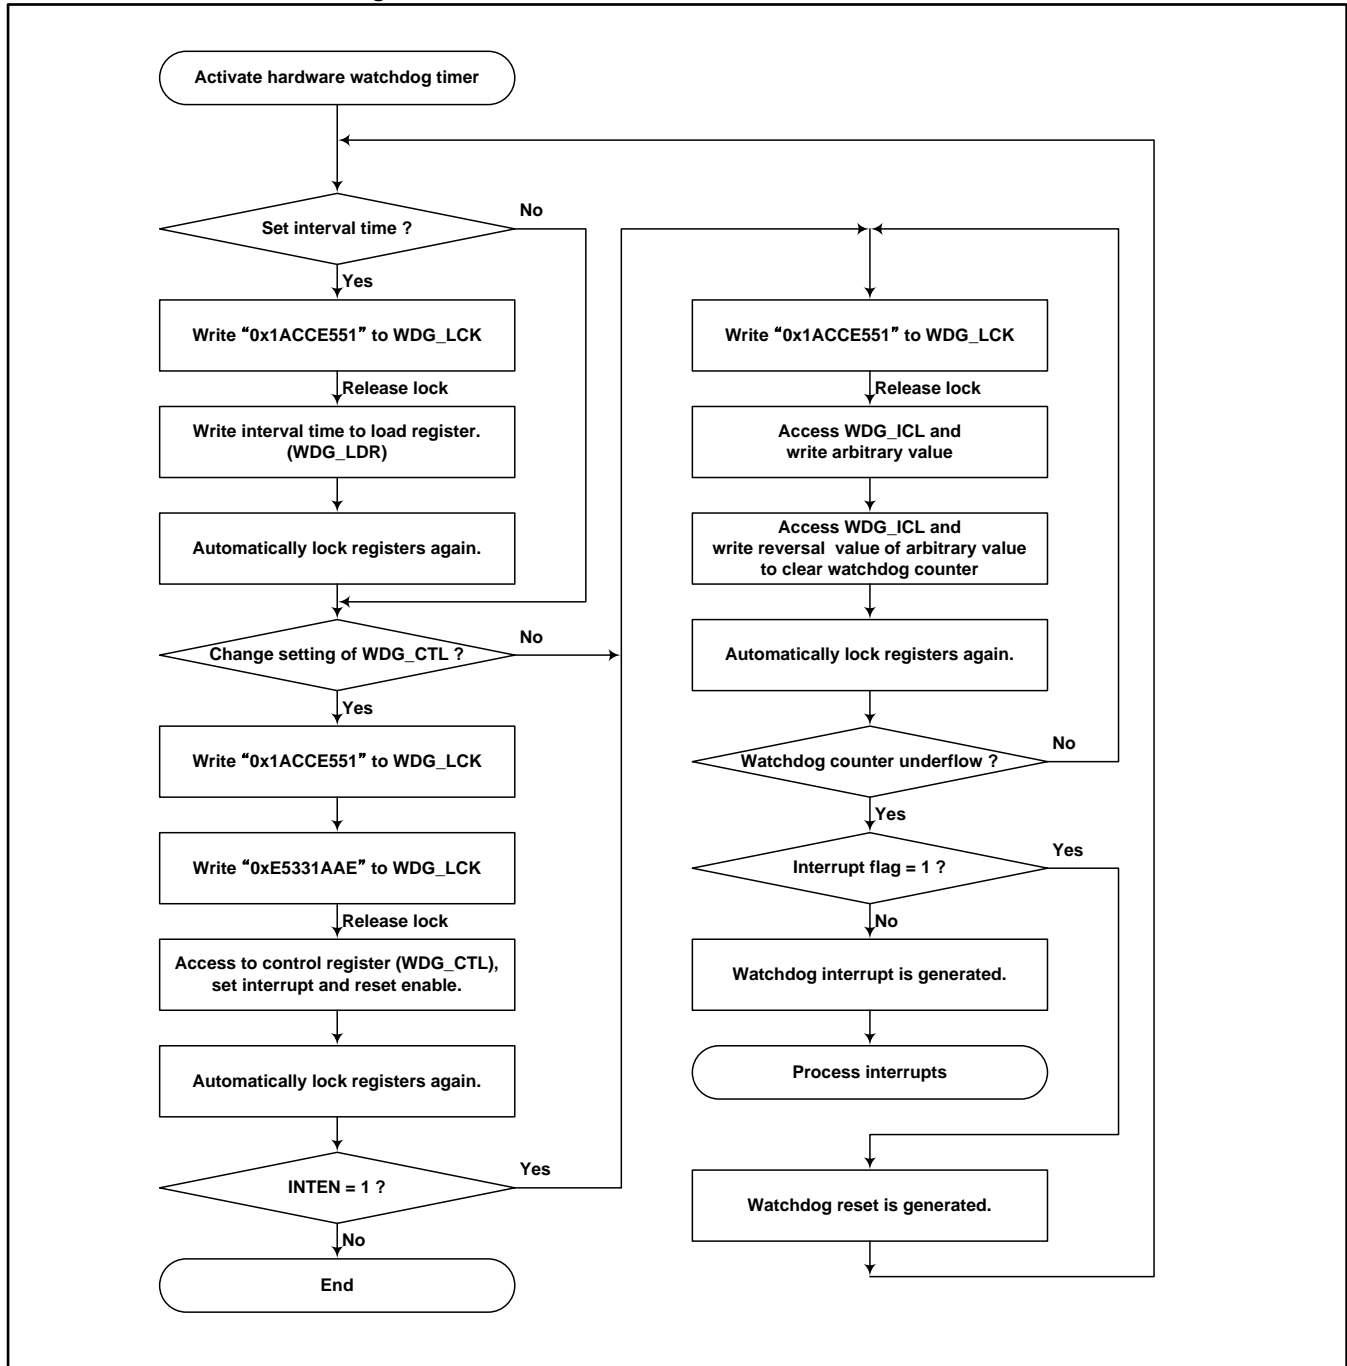 Activate hardware watchdog timer
Set interval time ?
No
Yes
Write “0x1ACCE551” to WDG_LCK
Release lock
Write interval time to load register.
(WDG_LDR)
Automatically lock registers again.
Change setting of WDG_CTL ?
No
Yes
Write “0x1ACCE551” to WDG_LCK
Write “0xE5331AAE” to WDG_LCK
Release lock
Access to control register (WDG_CTL),
set interrupt and reset enable.
Automatically lock registers again.
INTEN = 1 ?
Yes
No
End
Write “0x1ACCE551” to WDG_LCK
Release lock
Access WDG_ICL and
write arbitrary value
Access WDG_ICL and
write reversal value of arbitrary value
to clear watchdog counter
Automatically lock registers again.
Watchdog counter underflow ?
No
Yes
Interrupt flag = 1 ?
Yes
No
Watchdog interrupt is generated.
Process interrupts
Watchdog reset is generated.